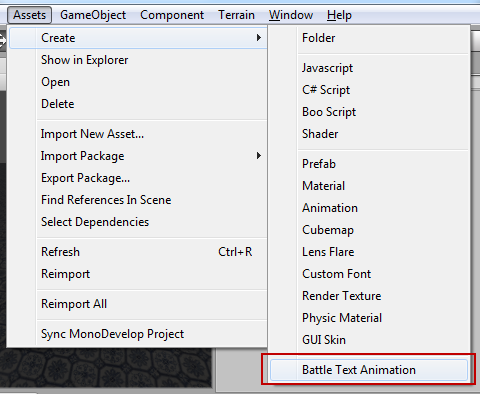 Assets GameObject Component Terrain Window Help
Create
Show in Explorer
Open
Delete
Import New Asset...
Import Package
Export Package...
Find References In Scene
Select Dependencies
Refresh Ctrl+R
Reimport
Reimport All
Sync MonoDevelop Project
Folder
Javascript
C# Script
Boo Script
Shader
Prefab
Material
Animation
Cubemap
Lens Flare
Custom Font
Render Texture
Physic Material
GUI Skin
Battle Text Animation